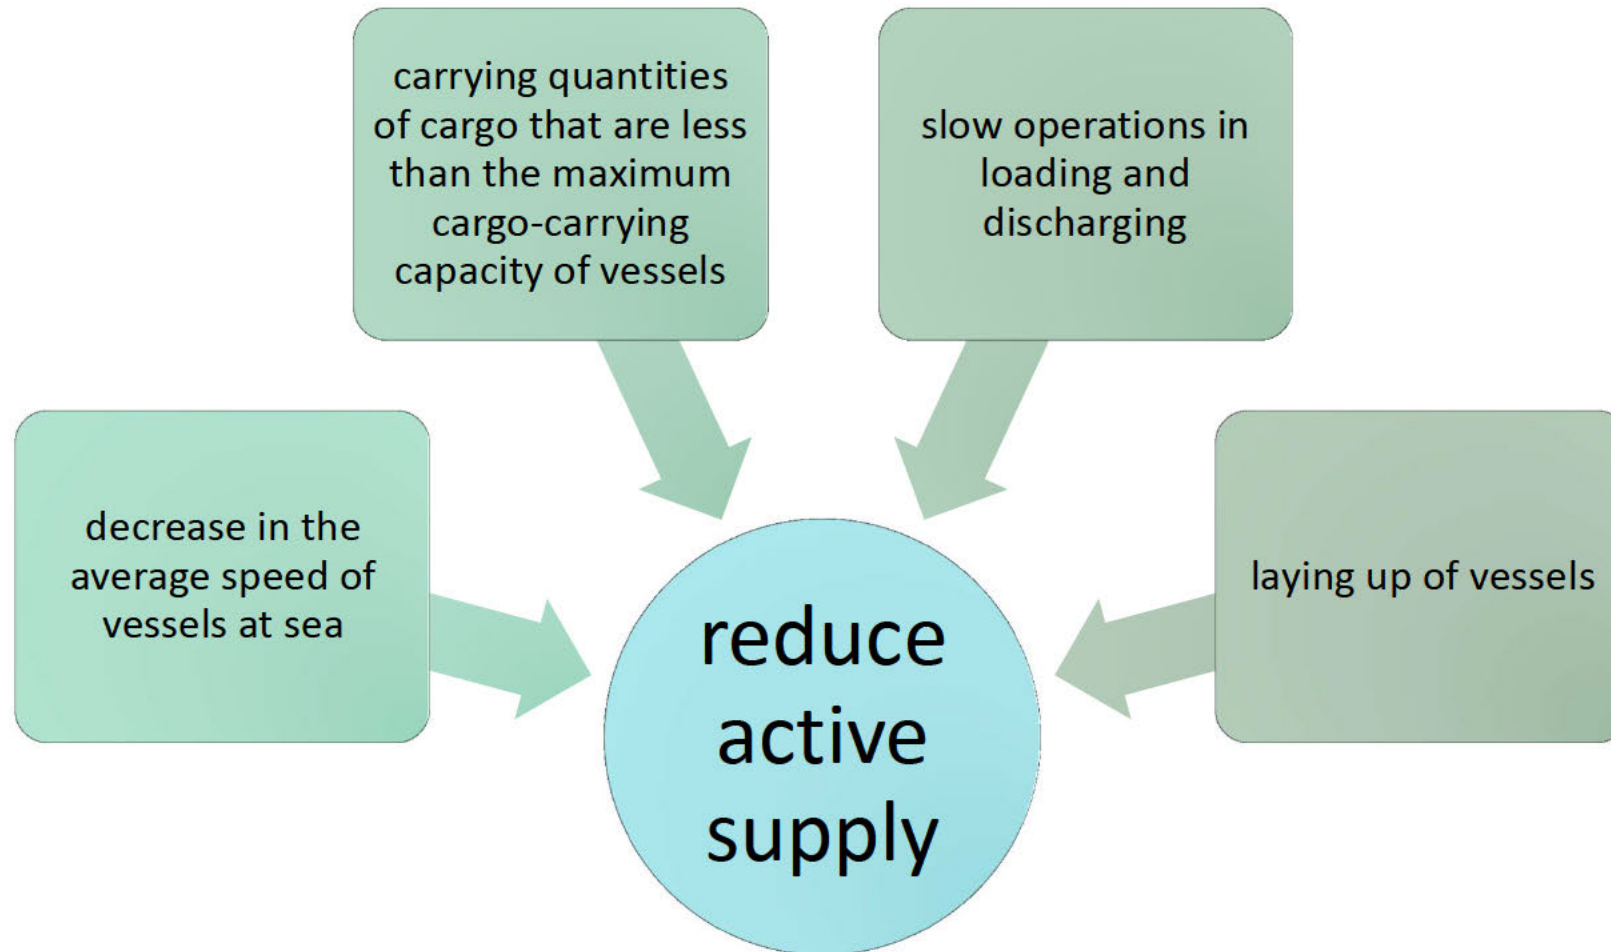 carrying quantities
of cargo that are less
than the maximum
cargo-carrying
capacity of vessels
slow operations in
loading and
discharging
decrease in the
average speed of
vessels at sea
laying up of vessels
reduce
active
supply